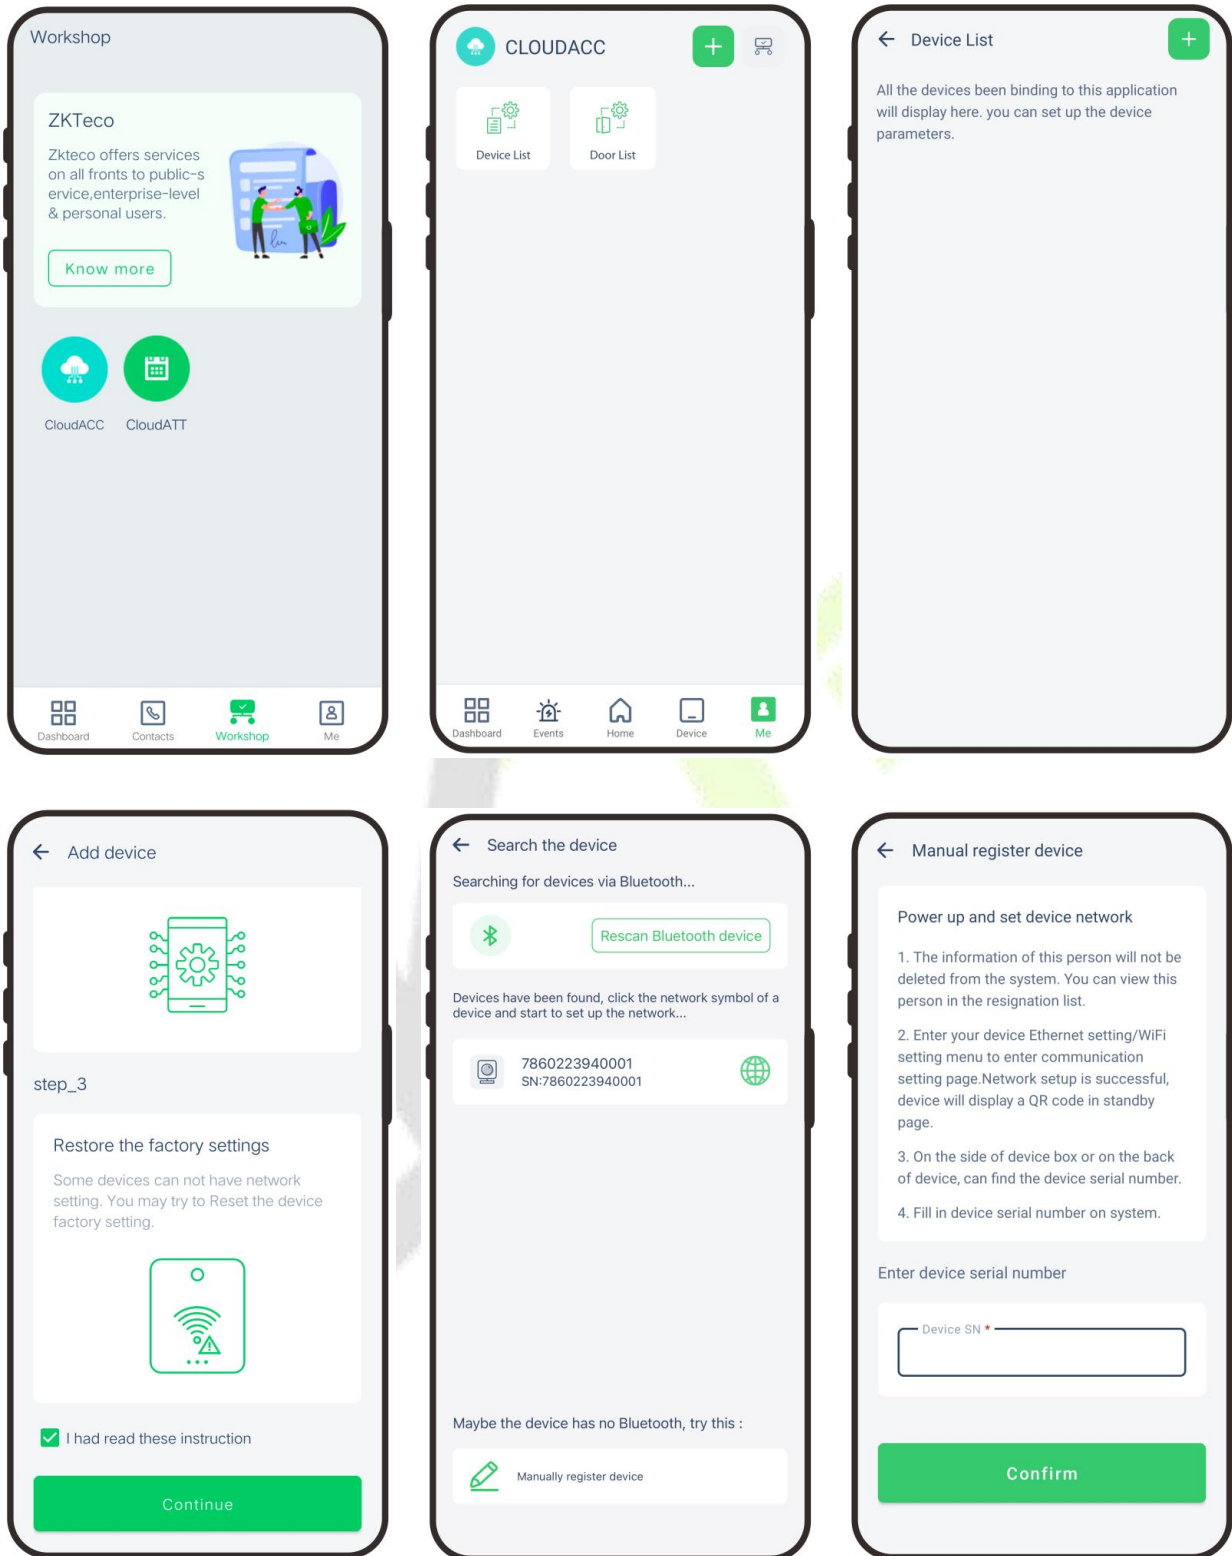 Workshop
ZKTeco
Zkteco offers services
on all fronts to public-s
ervice,enterprise-level
& personal users.
Know more
CloudACC
CloudATT
Dashboard
Contacts
Workshop
Me
CLOUDACC
Device List
Door List
Dashboard
Events
Home
Device
Me
Device List
All the devices been binding to this application
will display here. you can set up the device
parameters.
Add device
step_3
Restore the factory settings
Some devices can not have network
setting. You may try to Reset the device
factory setting.
I had read these instruction
Continue
Search the device
Searching for devices via Bluetooth...
Rescan Bluetooth device
Devices have been found, click the network symbol of a
device and start to set up the network...
7860223940001
SN:7860223940001
Maybe the device has no Bluetooth, try this :
Manually register device
Manual register device
Power up and set device network
1. The information of this person will not be
deleted from the system. You can view this
person in the resignation list.
2. Enter your device Ethernet setting/WiFi
setting menu to enter communication
setting page.Network setup is successful,
device will display a QR code in standby
page.
3. On the side of device box or on the back
of device, can find the device serial number.
4. Fill in device serial number on system.
Enter device serial number
Device SN *
Confirm